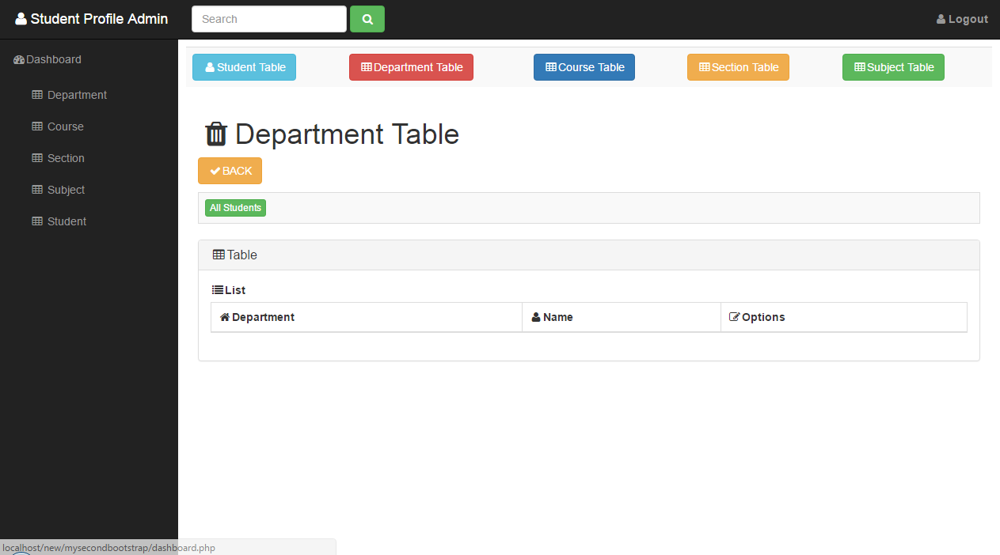 Student Profile Admin Search Logout
Dashboard
Student Table Department Table Course Table Section Table Subject Table
Department
Course
Section
Subject
Student
Department Table
BACK
All Students
Table
List
Department Name Options
localhost/new/mysecondbootstrap/dashboard.php